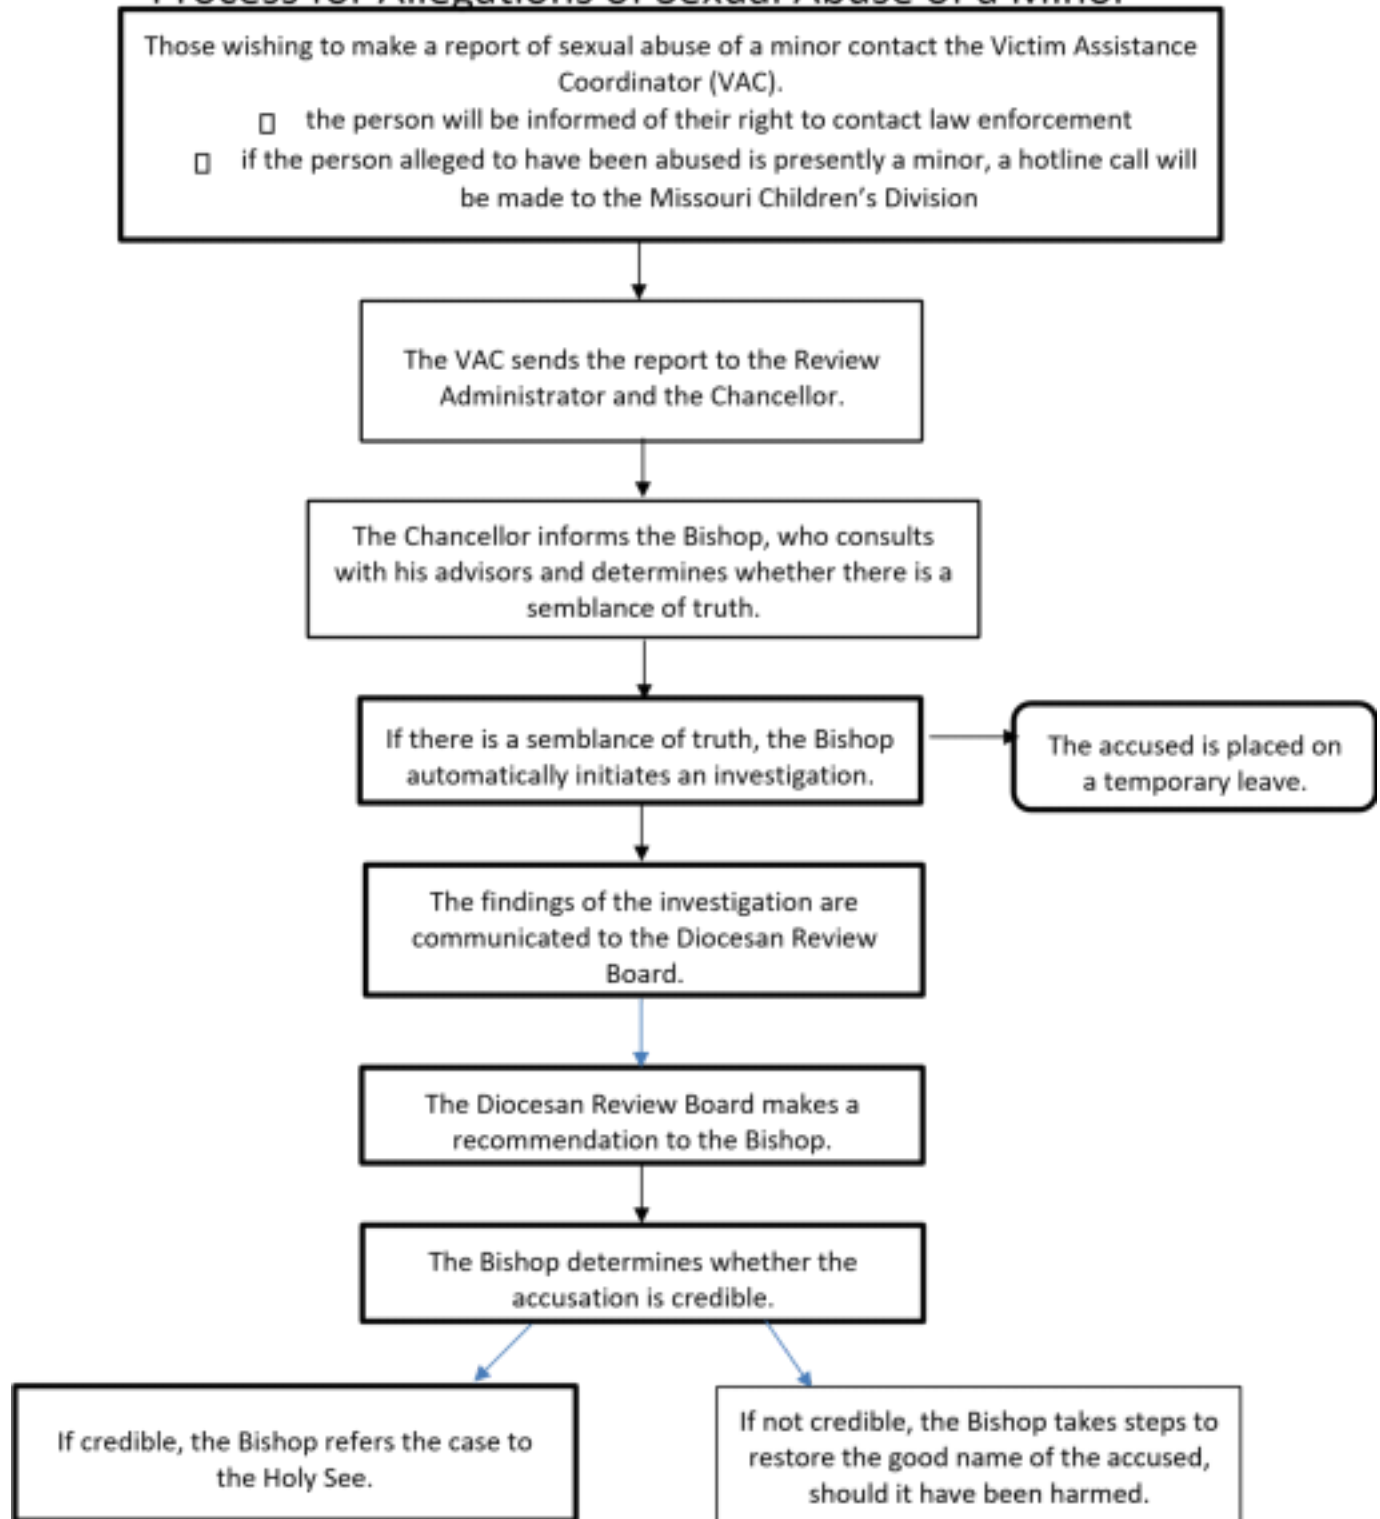 Process for Allegations of Sexual Abuse of a Minor
Those wishing to make a report of sexual abuse of a minor contact the Victim Assistance
Coordinator (VAC).
the person will be informed of their right to contact law enforcement
if the person alleged to have been abused is presently a minor, a hotline call will
be made to the Missouri Children’s Division
The VAC sends the report to the Review
Administrator and the Chancellor.
The Chancellor informs the Bishop, who consults
with his advisors and determines whether there is a
semblance of truth.
If there is a semblance of truth, the Bishop
automatically initiates an investigation.
The accused is placed on
a temporary leave.
The findings of the investigation are
communicated to the Diocesan Review
Board.
The Diocesan Review Board makes a
recommendation to the Bishop.
The Bishop determines whether the
accusation is credible.
If credible, the Bishop refers the case to
the Holy See.
If not credible, the Bishop takes steps to
restore the good name of the accused,
should it have been harmed.